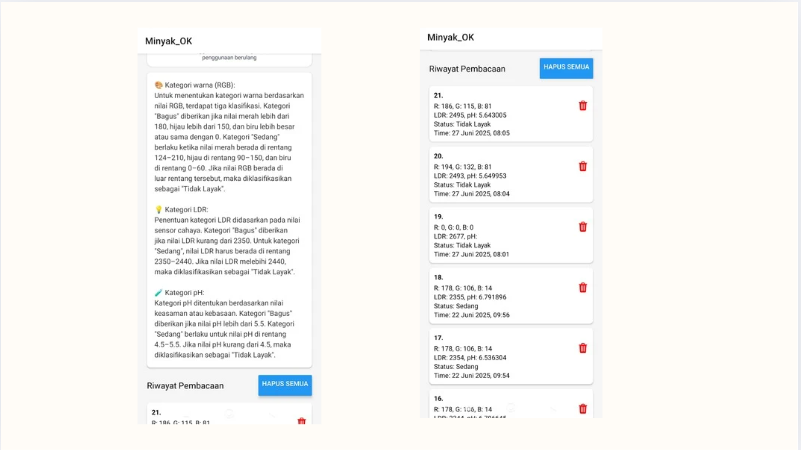 Minyak_OK
penggunaan berulang
🎨 Kategori warna (RGB):
Untuk menentukan kategori warna berdasarkan
nilai RGB, terdapat tiga klasifikasi. Kategori
"Bagus" diberikan jika nilai merah lebih dari
180, hijau lebih dari 150, dan biru lebih besar
atau sama dengan 0. Kategori "Sedang"
berlaku ketika nilai merah berada di rentang
124–210, hijau di rentang 90–150, dan biru
di rentang 0–60. Jika nilai RGB berada di
luar rentang tersebut, maka diklasifikasikan
sebagai "Tidak Layak".
💡 Kategori LDR:
Penentuan kategori LDR didasarkan pada nilai
sensor cahaya. Kategori "Bagus" diberikan
jika nilai LDR kurang dari 2350. Untuk kategori
"Sedang", nilai LDR harus berada di rentang
2350–2440. Jika nilai LDR melebihi 2440,
maka diklasifikasikan sebagai "Tidak Layak".
🧪 Kategori pH:
Kategori pH ditentukan berdasarkan nilai
keasaman atau kebasaan. Kategori "Bagus"
diberikan jika nilai pH lebih dari 5.5. Kategori
"Sedang" berlaku untuk nilai pH di rentang
4.5–5.5. Jika nilai pH kurang dari 4.5, maka
diklasifikasikan sebagai "Tidak Layak".
Riwayat Pembacaan
HAPUS SEMUA
21.
R: 186, G: 115, B: 81
Minyak_OK
Riwayat Pembacaan
HAPUS SEMUA
21.
R: 186, G: 115, B: 81
LDR: 2495, pH: 5.643005
Status: Tidak Layak
Time: 27 Juni 2025, 08:05
20.
R: 194, G: 132, B: 81
LDR: 2493, pH: 5.649953
Status: Tidak Layak
Time: 27 Juni 2025, 08:04
19.
R: 0, G: 0, B: 0
LDR: 2677, pH:
Status: Tidak Layak
Time: 27 Juni 2025, 08:01
18.
R: 178, G: 106, B: 14
LDR: 2355, pH: 6.791896
Status: Sedang
Time: 22 Juni 2025, 09:56
17.
R: 178, G: 106, B: 14
LDR: 2354, pH: 6.536304
Status: Sedang
Time: 22 Juni 2025, 09:54
16.
R: 178, G: 106, B: 14